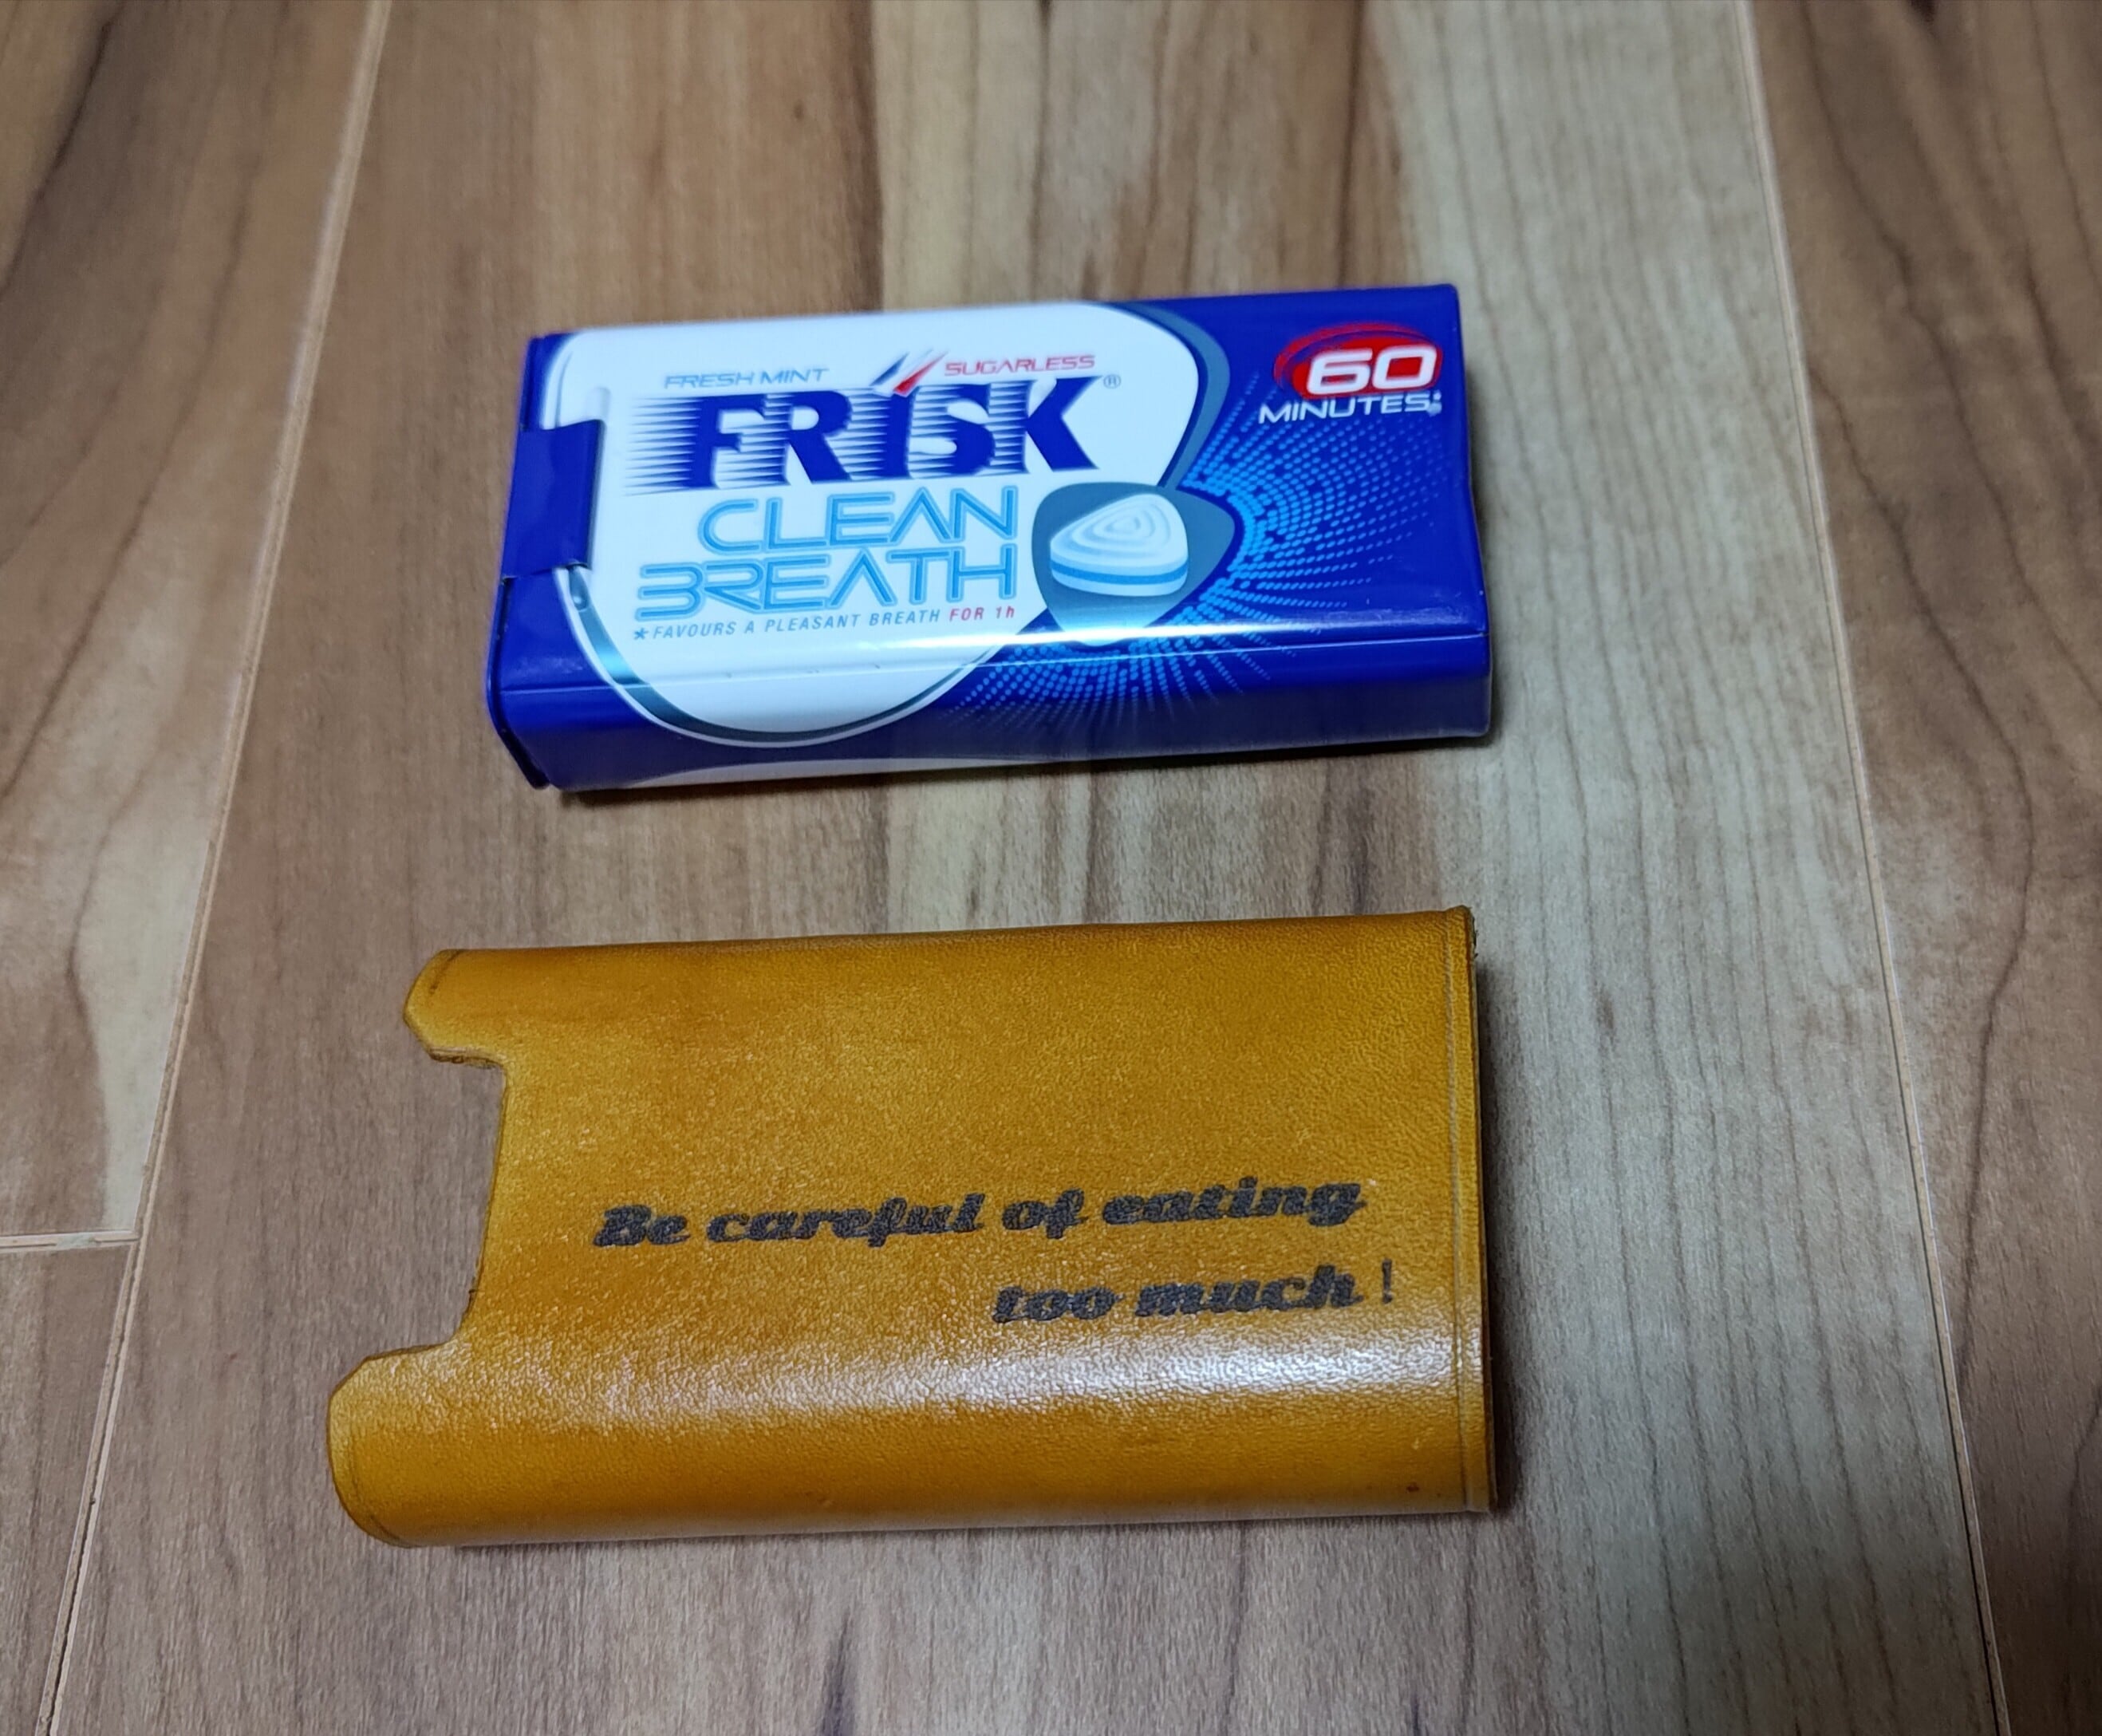 FRESH MINT SUGARLESS
FRISK®
CLEAN
BREATH
*FAVOURS A PLEASANT BREATH FOR 1h
60
MINUTES*
Be careful of eating
too much!